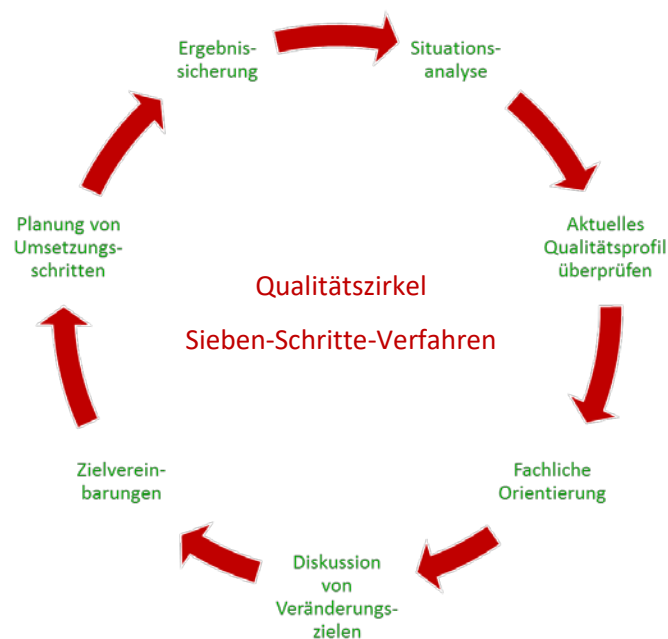 Ergebnis-
sicherung
Situations-
analyse
Aktuelles
Qualitätsprofil
überprüfen
Fachliche
Orientierung
Diskussion
von
Veränderungs-
zielen
Zielverein-
barungen
Planung von
Umsetzungs-
schritten
Qualitätszirkel
Sieben-Schritte-Verfahren